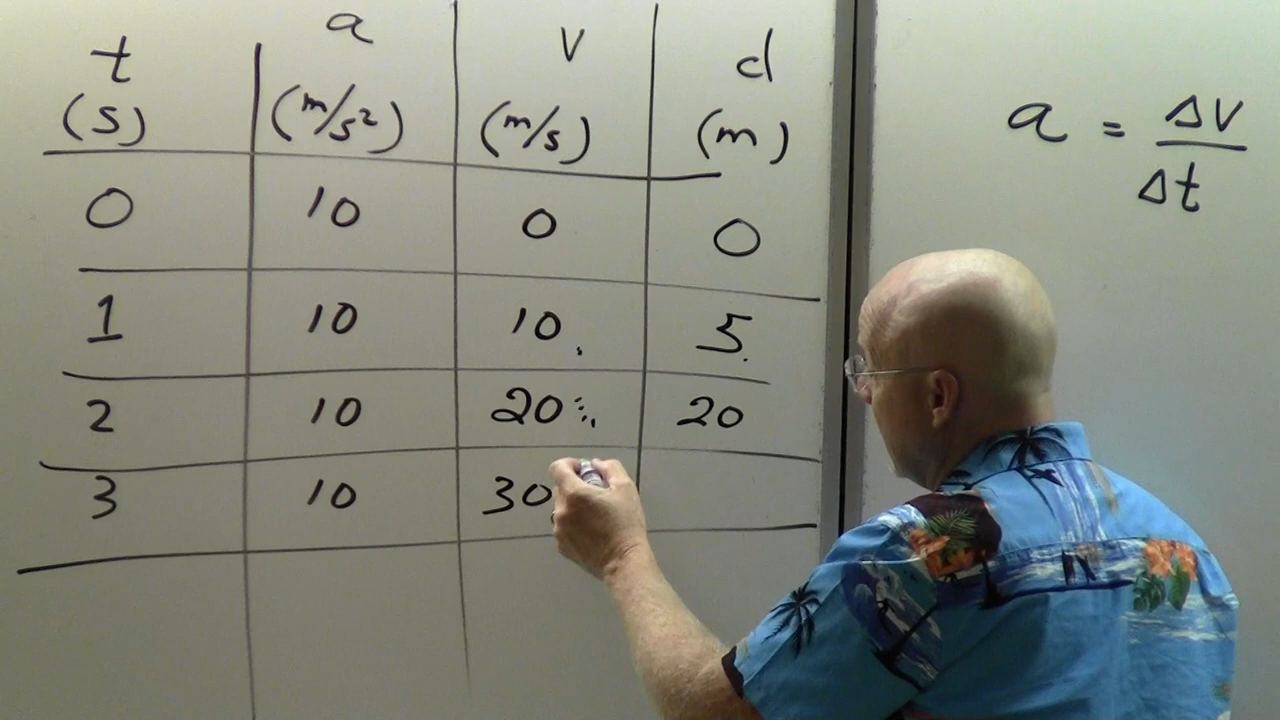 t a v d
(s) (m/s²) (m/s) (m)
0 10 0 0
1 10 10 5
2 10 20 20
3 10 30
a = Δv
Δt